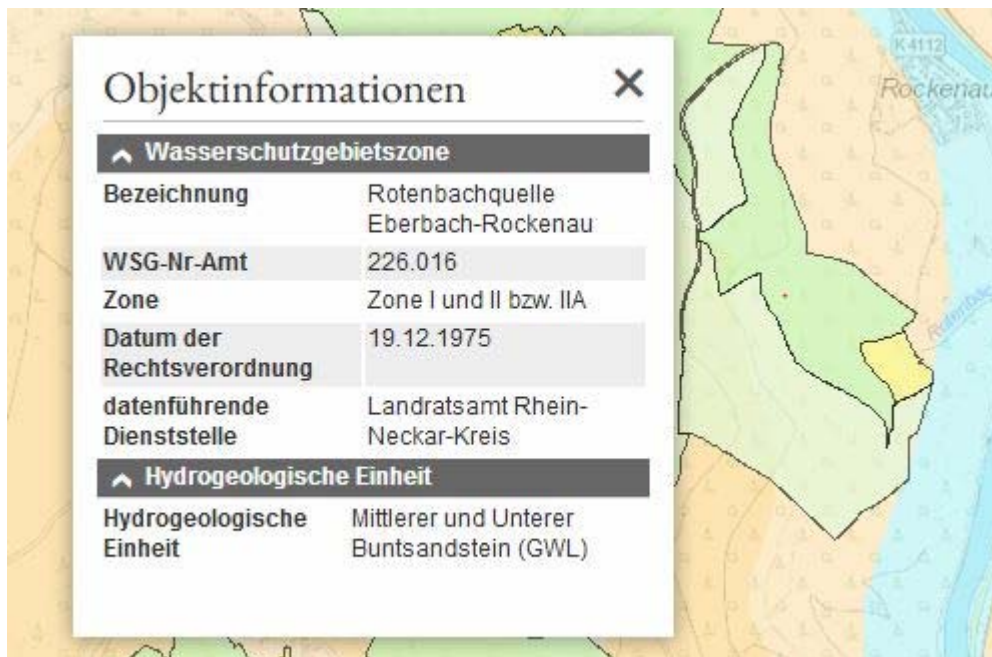 Objektinformationen
Wasserschutzgebietszone
Bezeichnung Rotenbachquelle
Eberbach-Rockenau
WSG-Nr-Amt 226.016
Zone Zone I und II bzw. IIA
Datum der 19.12.1975
Rechtsverordnung
datenführende Landratsamt Rhein-
Dienststelle Neckar-Kreis
Hydrogeologische Einheit
Hydrogeologische Mittlerer und Unterer
Einheit Buntsandstein (GWL)
K4112
Rockenau